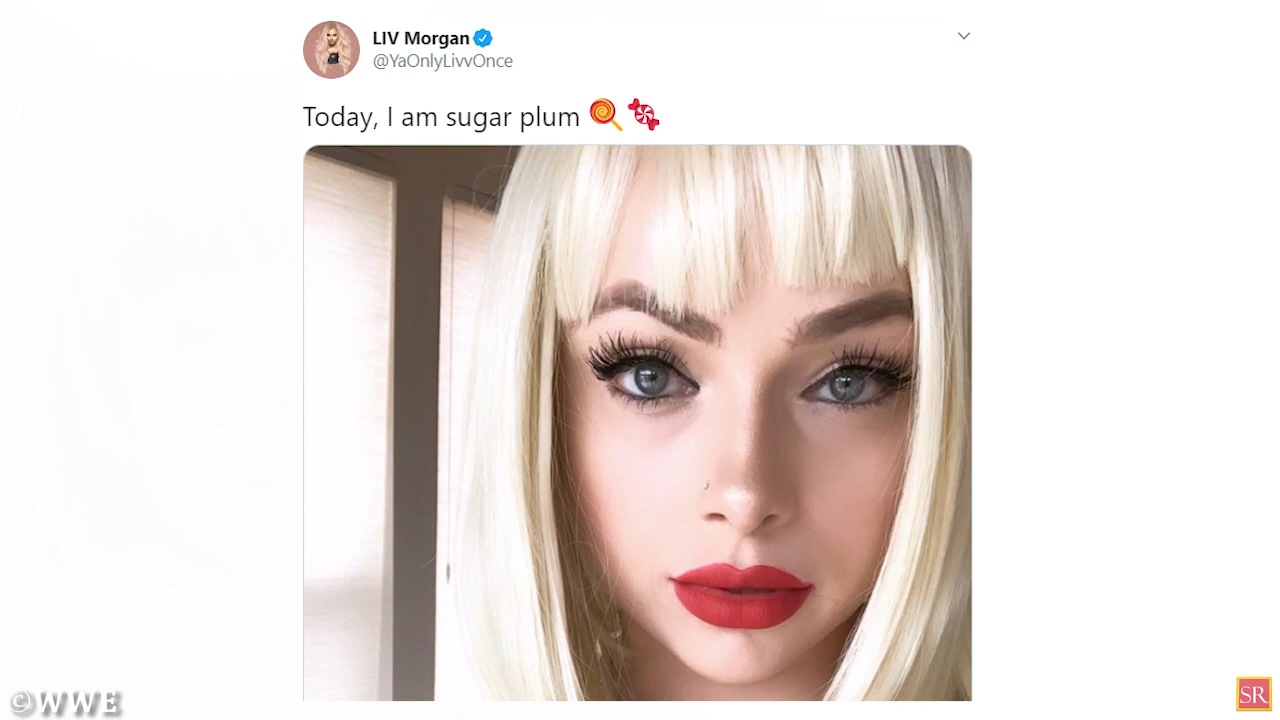 LIV Morgan
@YaOnlyLivvOnce
Today, I am sugar plum 🍭 🍬
©WWE
SR